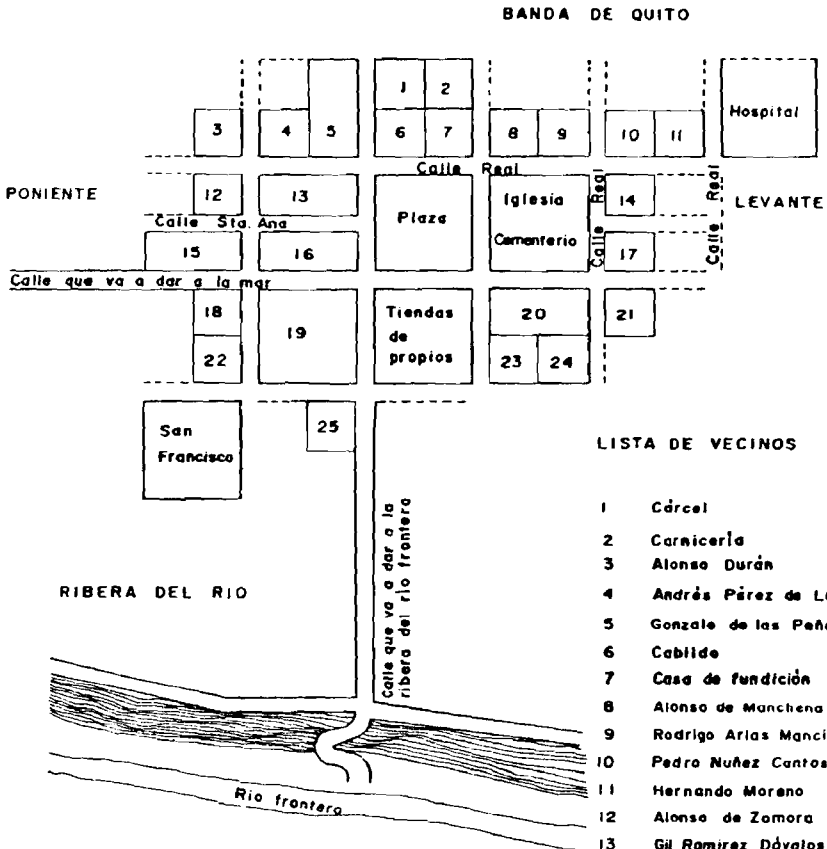 BANDA DE QUITO
1
2
3
4
5
6
7
8
9
10
11
Hospital
Calle Real
PONIENTE
12
13
Plaza
Iglesia
Cementerio
Calle Real
14
Calle Real
LEVANTE
Calle Sta. Ana
15
16
17
Calle que va a dar a la mar
18
19
Tiendas
de
propios
20
21
22
23
24
San
Francisco
25
Calle que va a dar a la
ribera del río frontera
RIBERA DEL RIO
Rio frontera
LISTA DE VECINOS
1 Cárcel
2 Carnicería
3 Alonso Durán
4 Andrés Pérez de
5 Gonzalo de las
6 Cabildo
7 Casa de fundición
8 Alonso de Manchena
9 Rodrigo Arias
10 Pedro Nuñez Cantos
11 Hernando Moreno
12 Alonso de Zamora
13 Gil Ramirez Dávalos